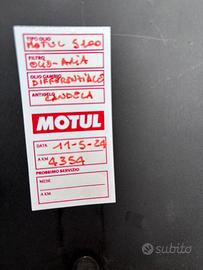 TIPO OLIO
MOTUL 5100
FILTRO
OLIO - ARIA
OLIO CAMBIO
DIFFERENZIALE
ANTIGELO
CANDELA
MOTUL
DATA
11-5-24
A KM
4354
PROSSIMO SERVIZIO
MESE
A KM
subito